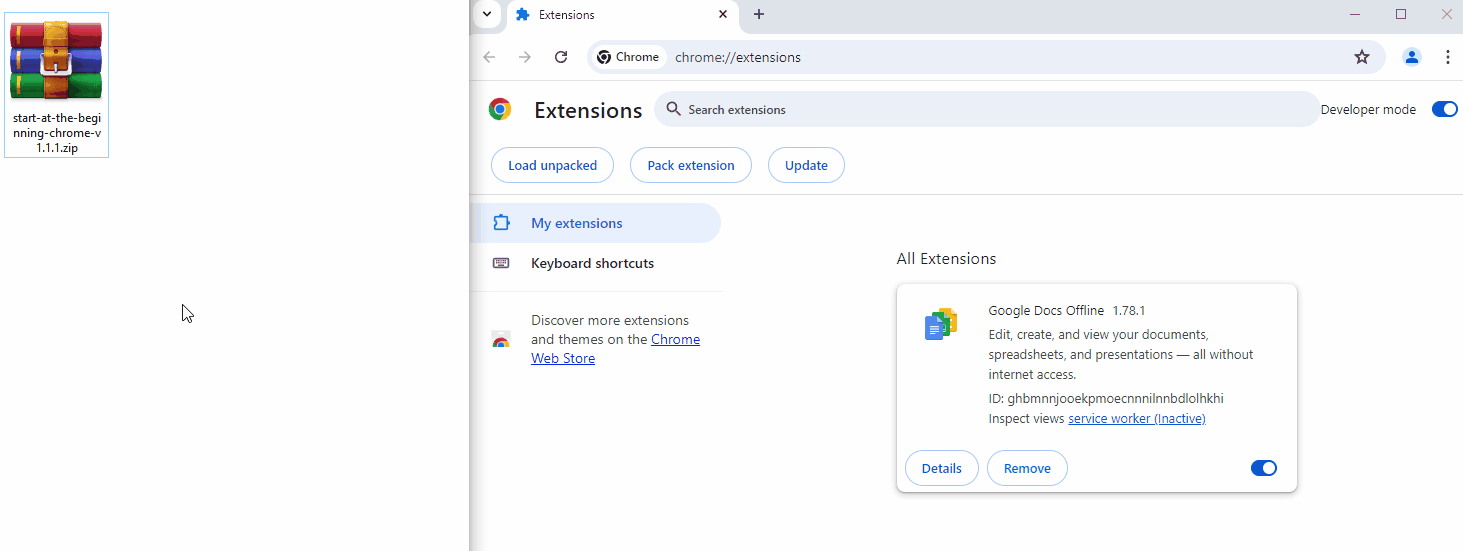 start-at-the-begi
nning-chrome-v
1.1.1.zip
Extensions
Chrome
chrome://extensions
Extensions
Search extensions
Developer mode
Load unpacked
Pack extension
Update
My extensions
Keyboard shortcuts
Discover more extensions
and themes on the Chrome
Web Store
All Extensions
Google Docs Offline 1.78.1
Edit, create, and view your documents,
spreadsheets, and presentations — all without
internet access.
ID: ghbmnnjooekpmoecnnnilnnbdlolhkhi
Inspect views service worker (Inactive)
Details
Remove